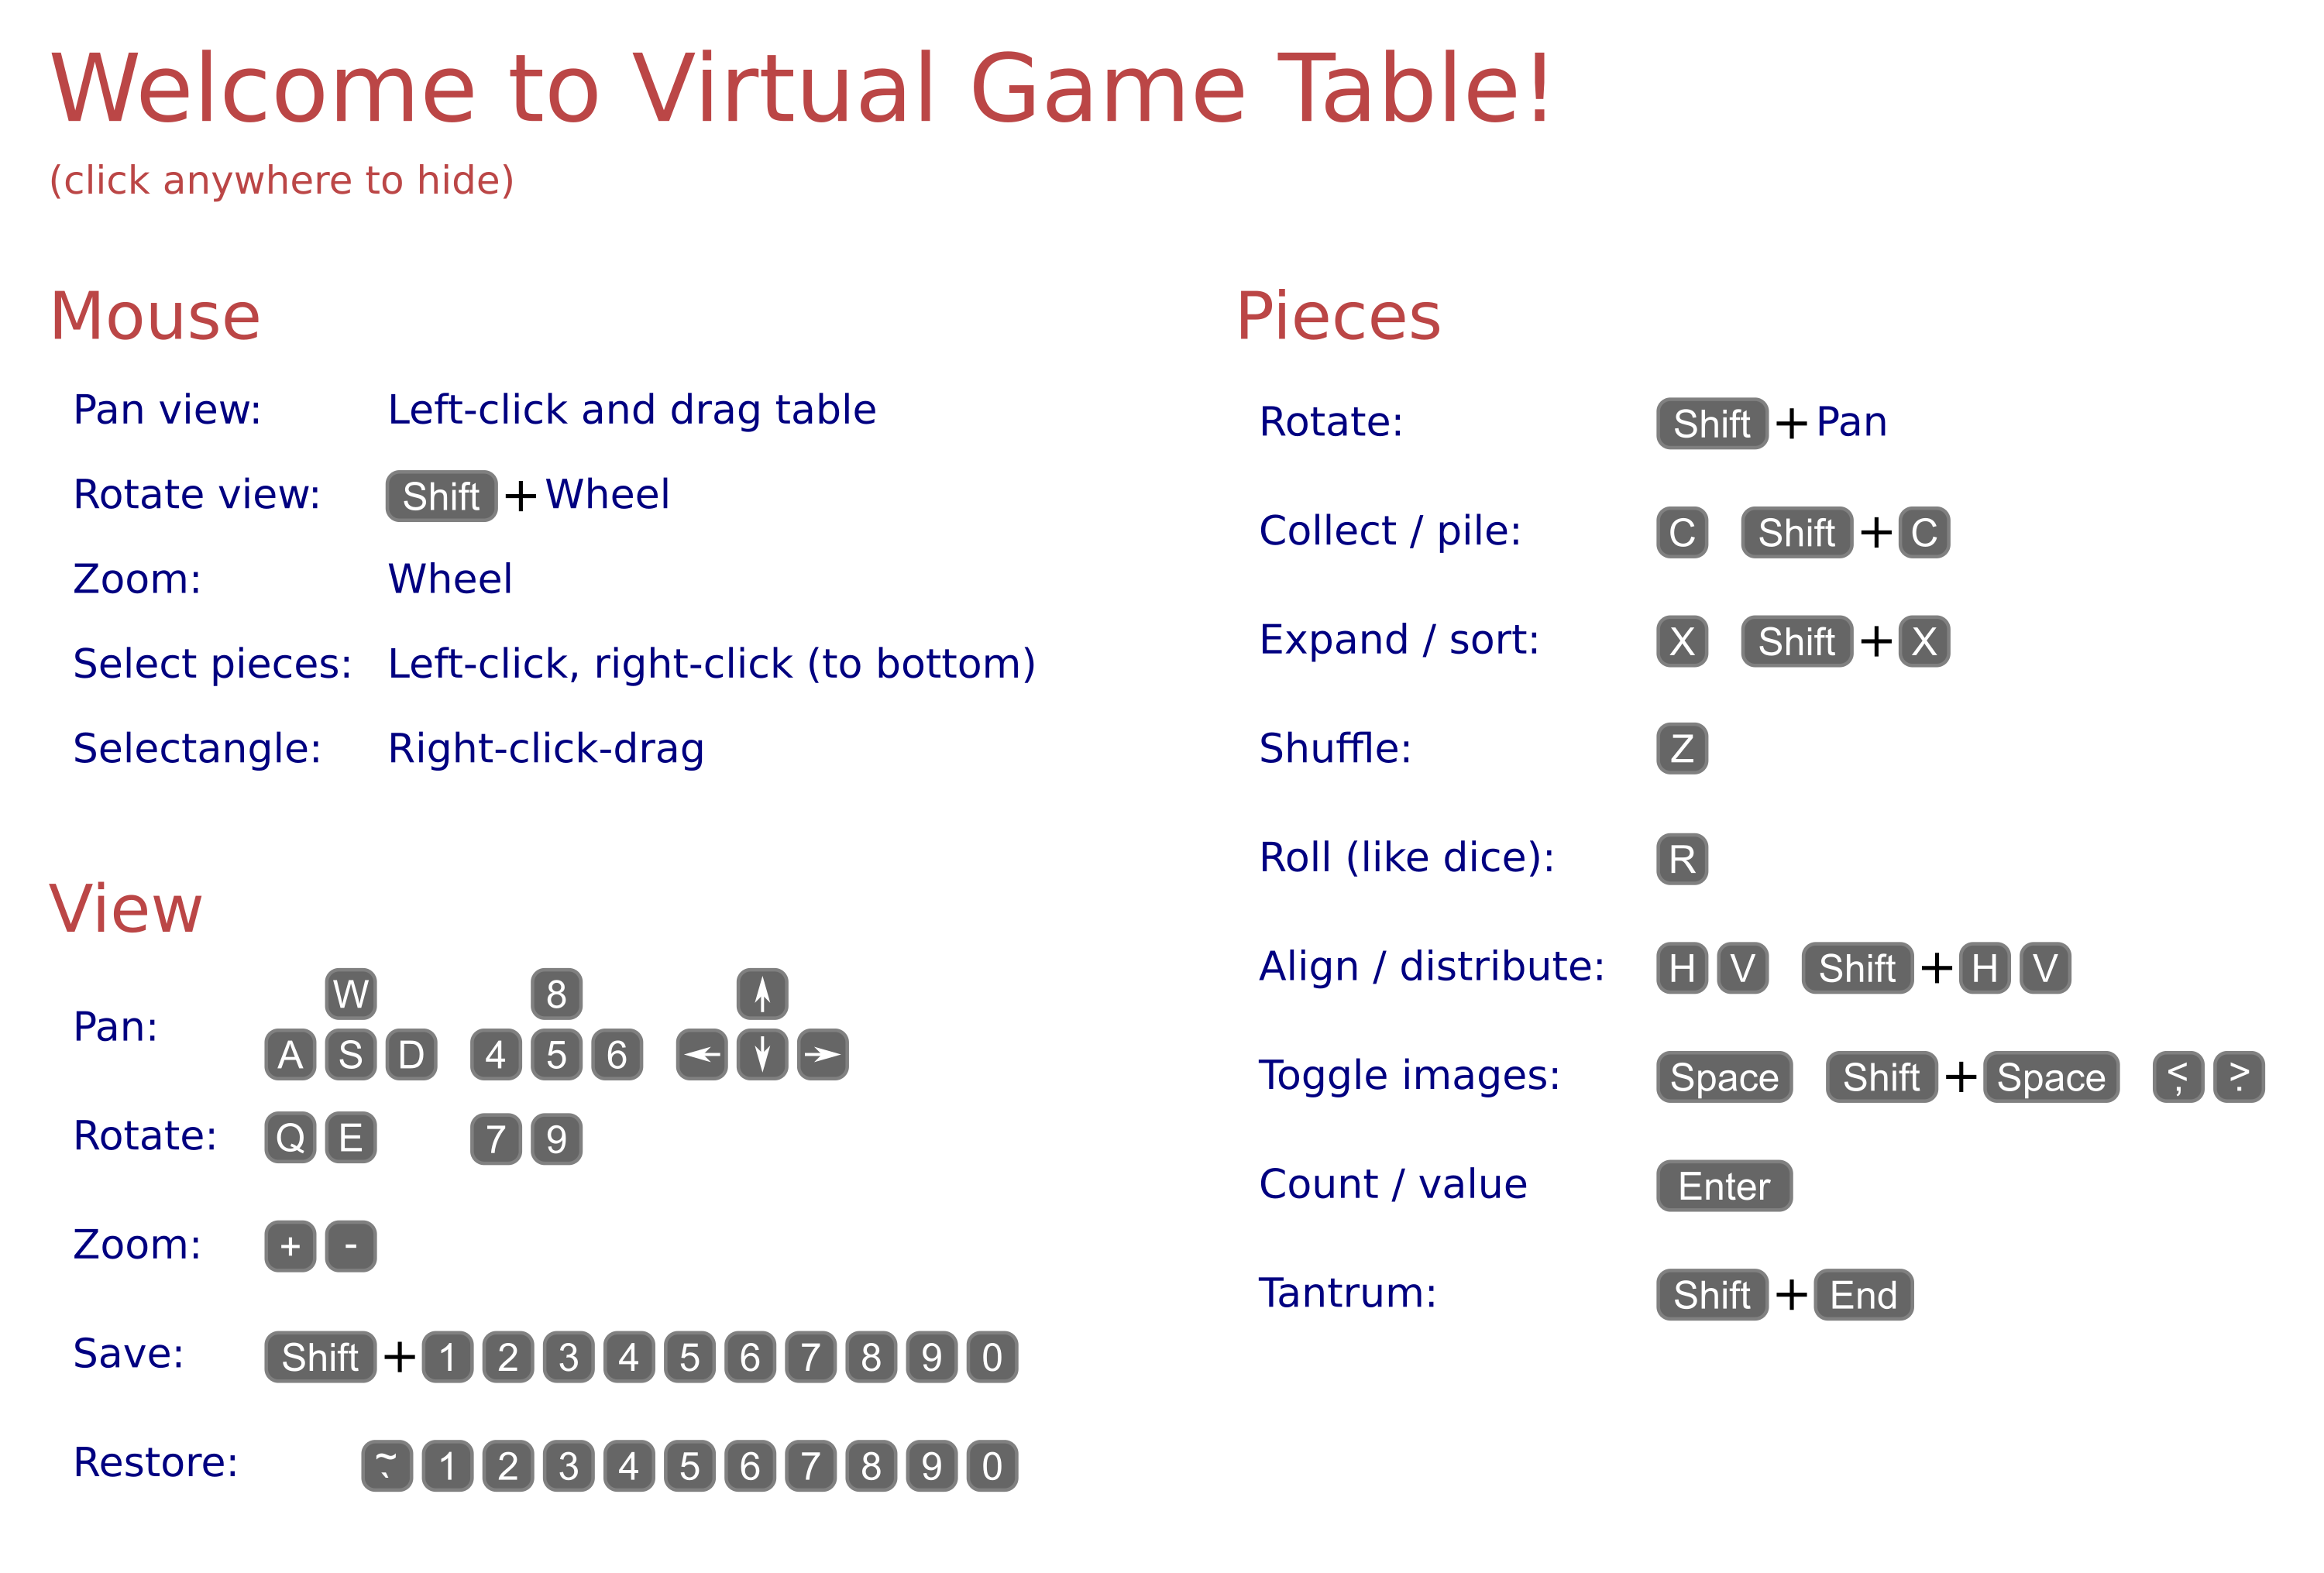 Welcome to Virtual Game Table!
(click anywhere to hide)
Mouse
Pan view: Left-click and drag table
Rotate view: Shift + Wheel
Zoom: Wheel
Select pieces: Left-click, right-click (to bottom)
Selectangle: Right-click-drag
View
W 8 ↑
Pan: A S D 4 5 6 ← ↓ →
Rotate: Q E 7 9
Zoom: + -
Save: Shift + 1 2 3 4 5 6 7 8 9 0
Restore: ~ ` 1 2 3 4 5 6 7 8 9 0
Pieces
Rotate: Shift + Pan
Collect / pile: C Shift + C
Expand / sort: X Shift + X
Shuffle: Z
Roll (like dice): R
Align / distribute: H V Shift + H V
Toggle images: Space Shift + Space < , > .
Count / value Enter
Tantrum: Shift + End